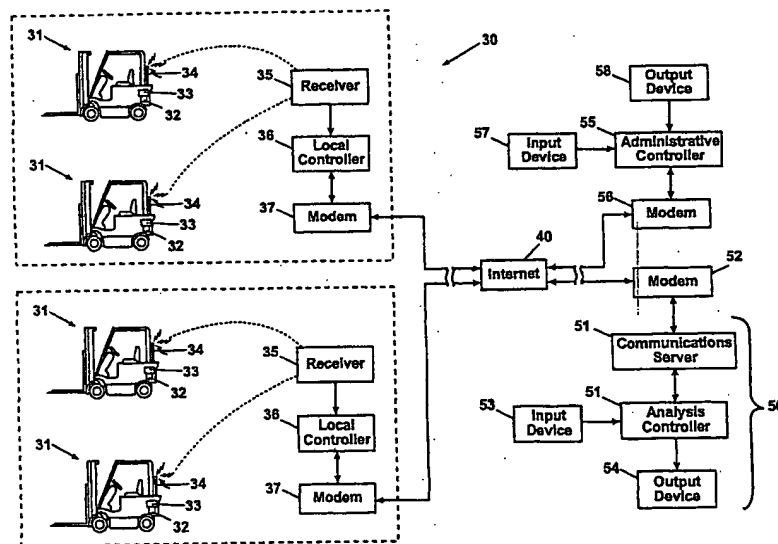 31
34
33
32
35
Receiver
36
Local
Controller
37
Modem
31
34
33
32
30
58
Output
Device
55
57
Input
Device
Administrative
Controller
56
Modem
40
Internet
52
Modem
51
Communications
Server
50
53
Input
Device
51
Analysis
Controller
54
Output
Device
31
34
33
32
35
Receiver
36
Local
Controller
37
Modem
31
34
33
32